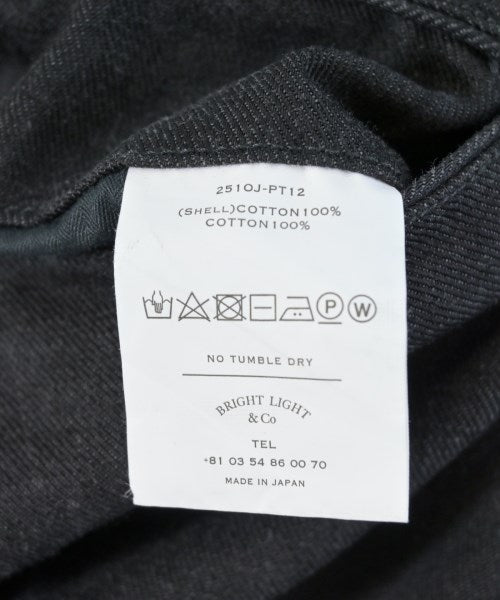 2510J-PT12
(SHELL)COTTON100%
COTTON100%
P W
NO TUMBLE DRY
BRIGHT LIGHT
& Co
TEL
+81 03 54 86 00 70
MADE IN JAPAN